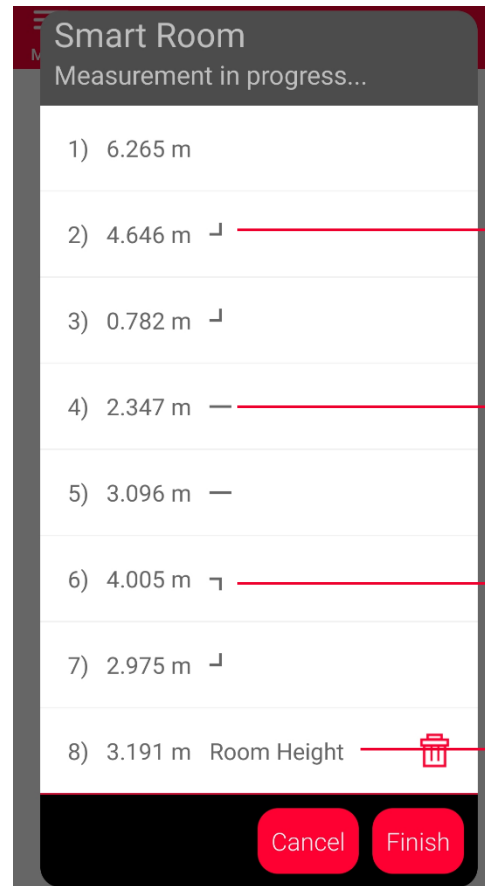 M
Smart Room
Measurement in progress...
1) 6.265 m
2) 4.646 m
3) 0.782 m
4) 2.347 m
5) 3.096 m
6) 4.005 m
7) 2.975 m
8) 3.191 m Room Height
Cancel Finish